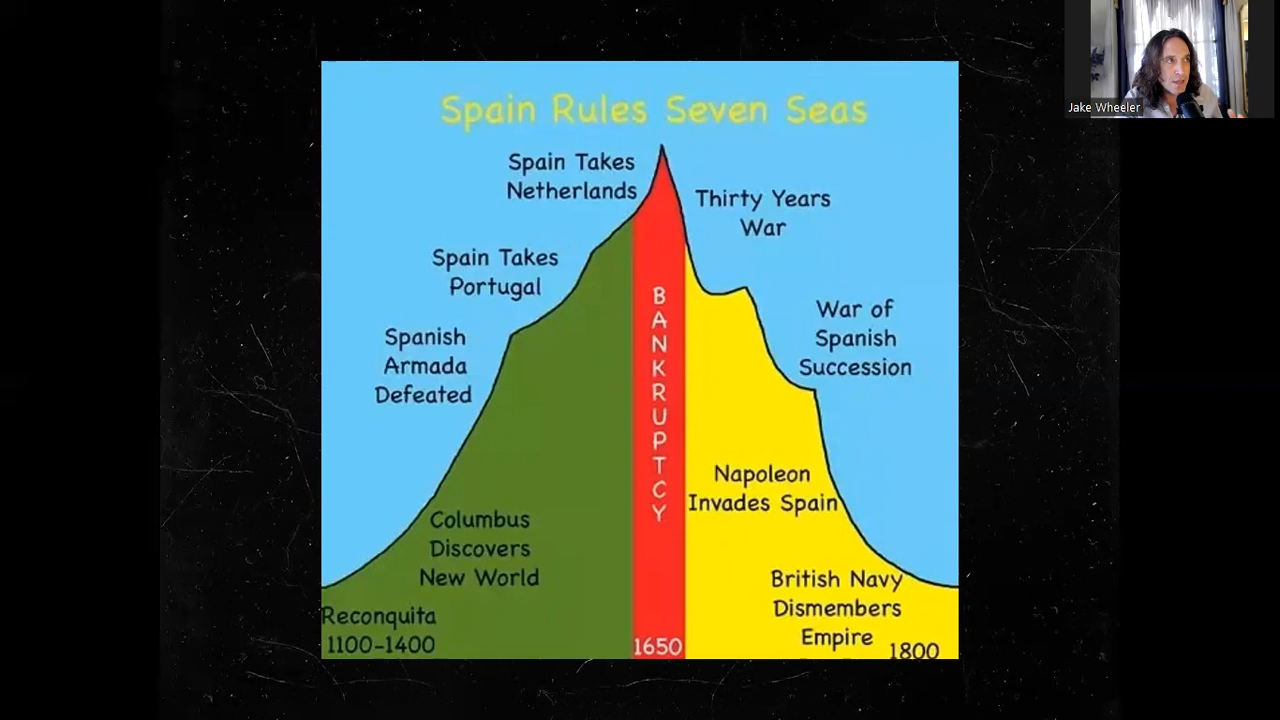 Spain Rules Seven Seas
Spain Takes
Netherlands
Thirty Years
War
Spain Takes
Portugal
War of
Spanish
Succession
Spanish
Armada
Defeated
BANKRUPTCY
Napoleon
Invades Spain
Columbus
Discovers
New World
British Navy
Dismembers
Empire
Reconquita
1100-1400
1650
1800
Jake Wheeler